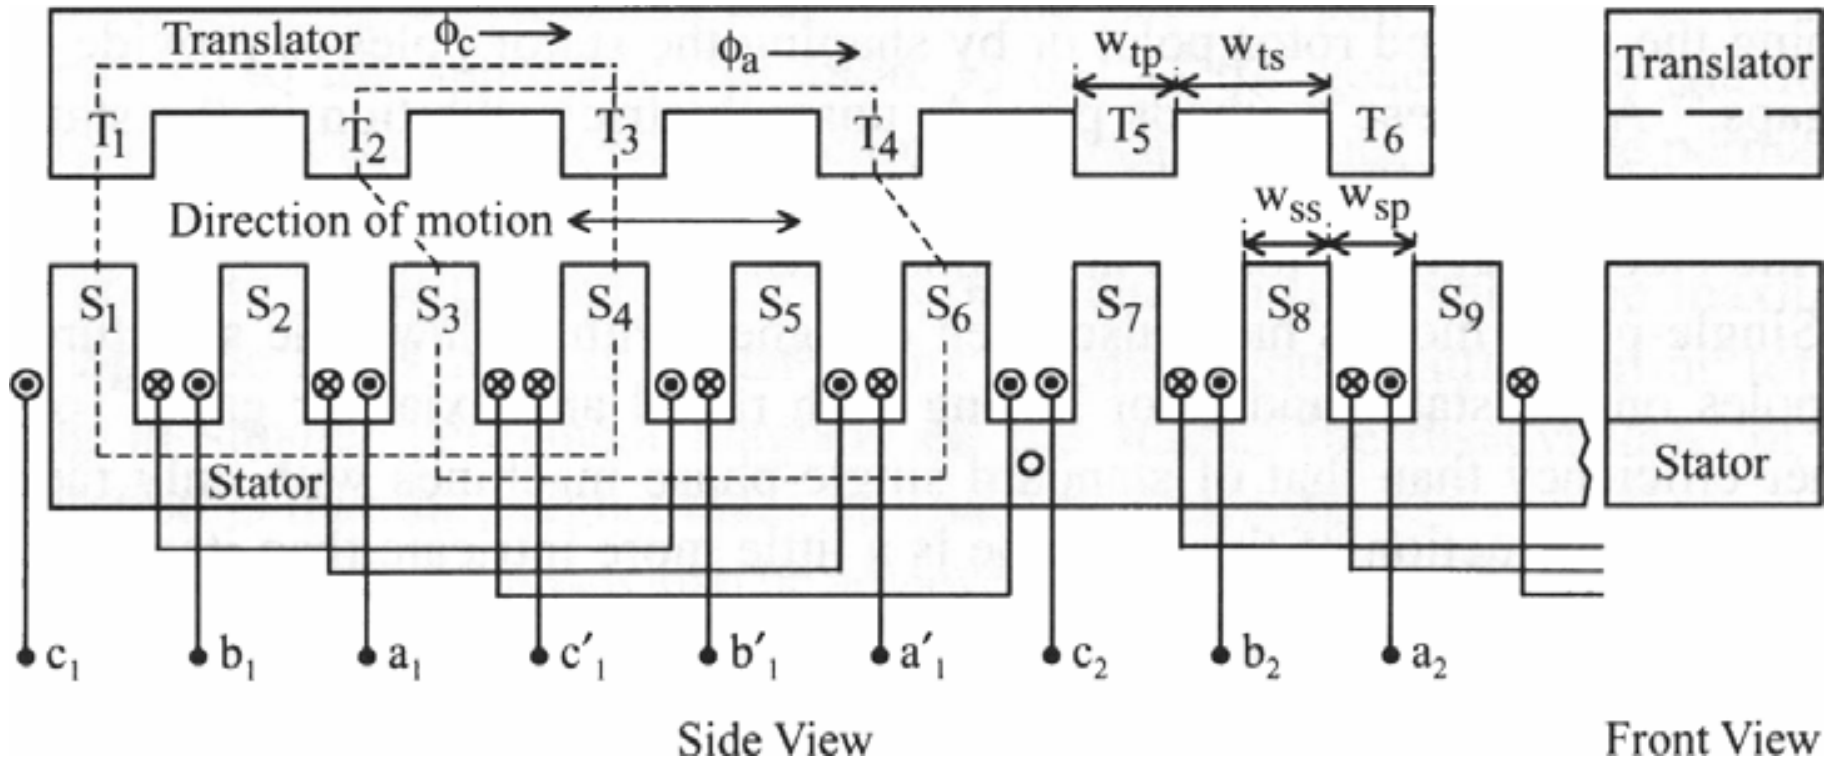 Translator ϕc ϕa wtp wts Translator
T1 T2 T3 T4 T5 T6
Direction of motion wss wsp
S1 S2 S3 S4 S5 S6 S7 S8 S9
Stator Stator
c1 b1 a1 c′1 b′1 a′1 c2 b2 a2
Side View Front View